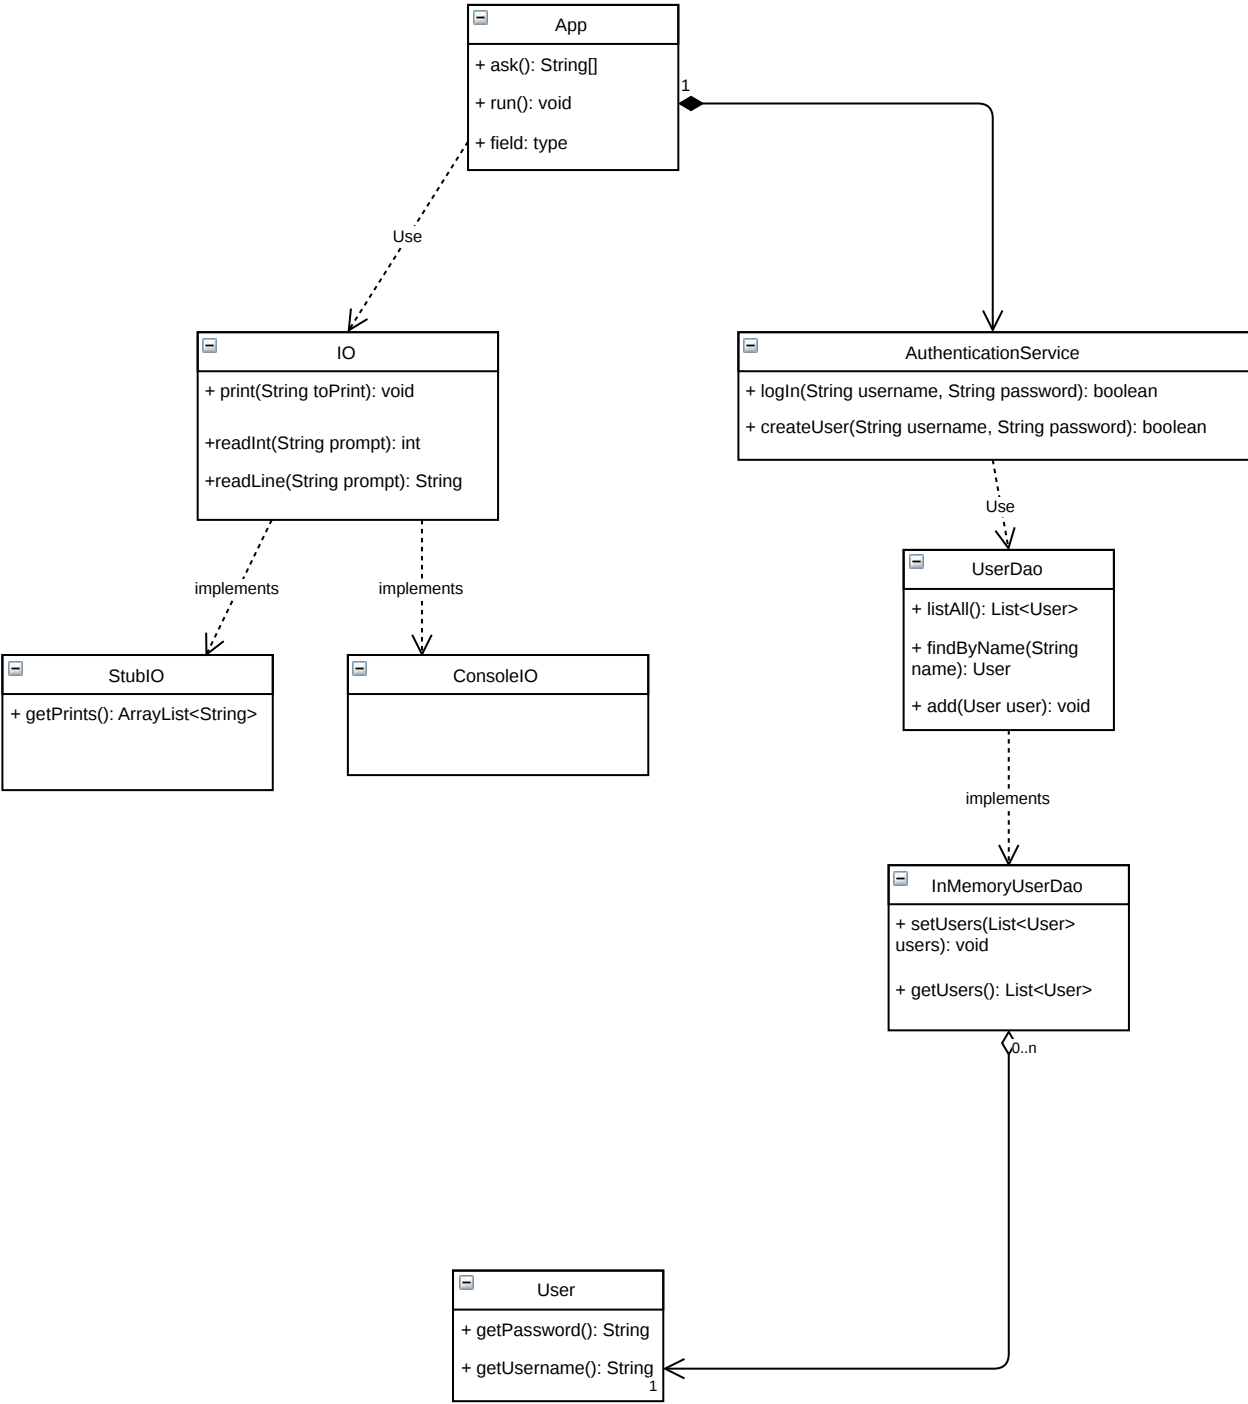 App
+ ask(): String[]
+ run(): void
+ field: type
1
Use
IO
+ print(String toPrint): void
+readInt(String prompt): int
+readLine(String prompt): String
AuthenticationService
+ logIn(String username, String password): boolean
+ createUser(String username, String password): boolean
Use
UserDao
+ listAll(): List<User>
+ findByName(String
name): User
+ add(User user): void
implements
implements
StubIO
+ getPrints(): ArrayList<String>
ConsoleIO
implements
InMemoryUserDao
+ setUsers(List<User>
users): void
+ getUsers(): List<User>
0..n
User
+ getPassword(): String
+ getUsername(): String
1